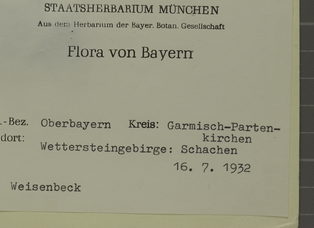 STAATSHERBARIUM MÜNCHEN
Aus dem Herbarium der Bayer. Botan. Gesellschaft
Flora von Bayern
.-Bez. Oberbayern Kreis: Garmisch-Parten-
dort: kirchen
Wettersteingebirge: Schachen
16. 7. 1932
Weisenbeck